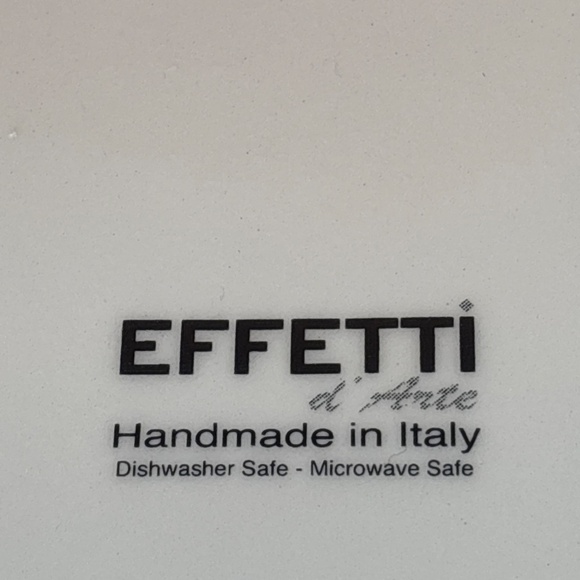 EFFETTi
d'Arte
Handmade in Italy
Dishwasher Safe - Microwave Safe